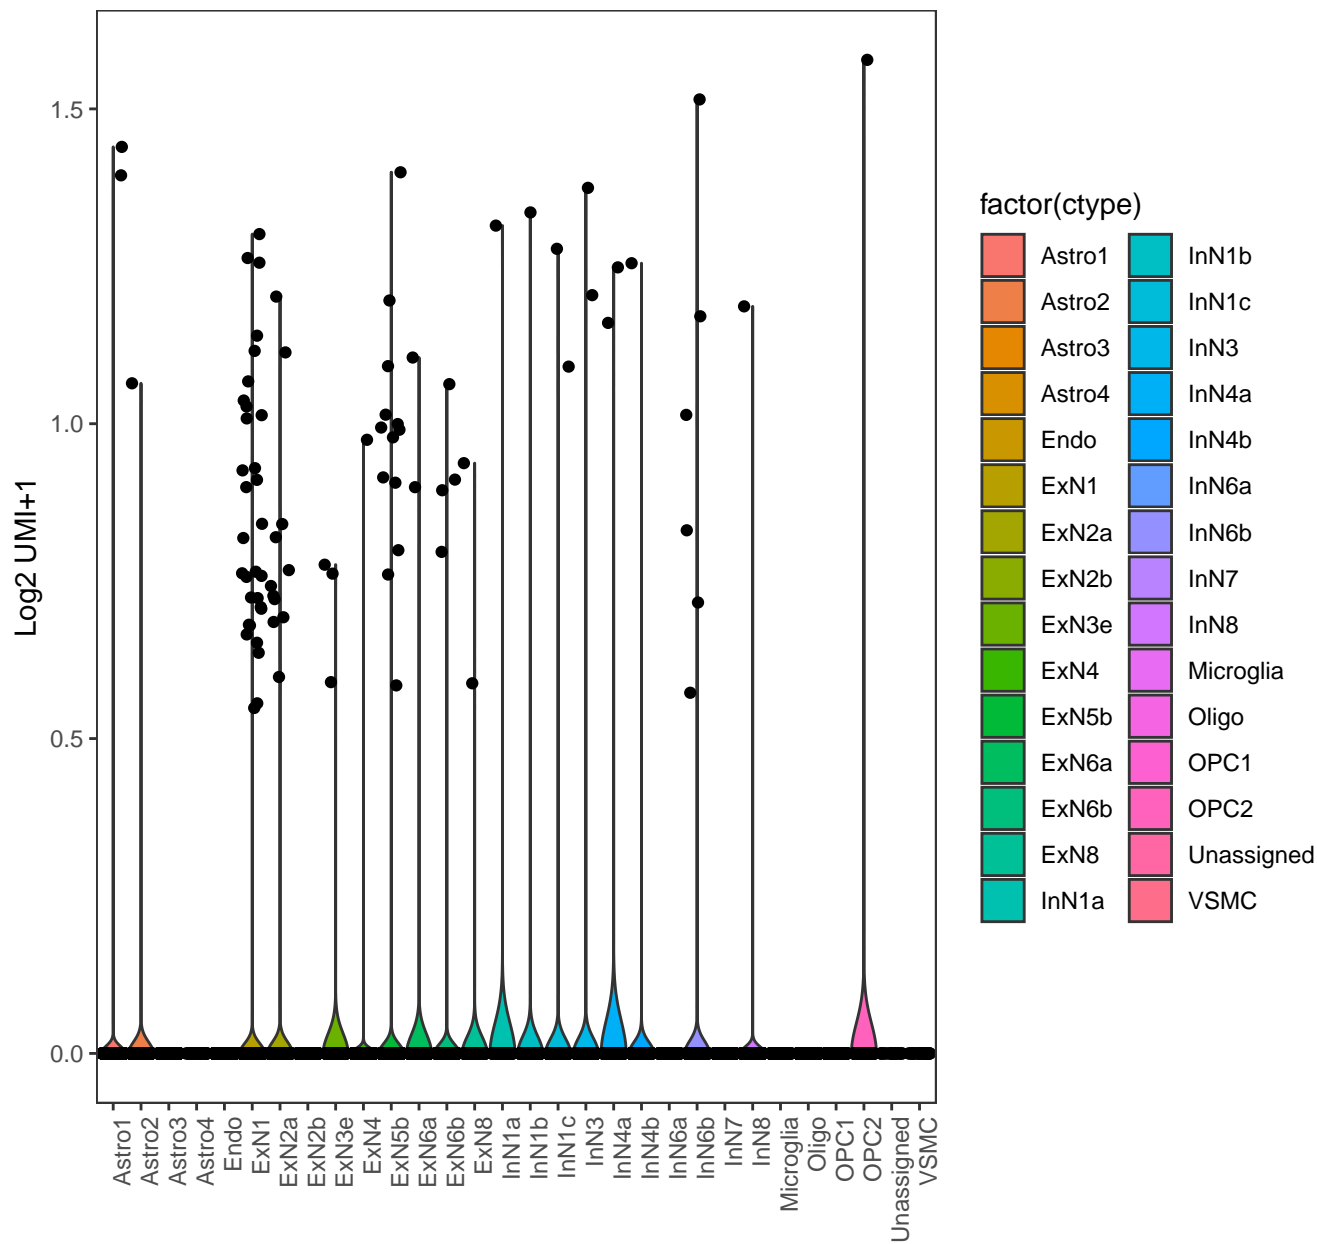 Log2 UMI+1
1.5
1.0
0.5
0.0
Astro1
Astro2
Astro3
Astro4
Endo
ExN1
ExN2a
ExN2b
ExN3e
ExN4
ExN5b
ExN6a
ExN6b
ExN8
InN1a
InN1b
InN1c
InN3
InN4a
InN4b
InN6a
InN6b
InN7
InN8
Microglia
Oligo
OPC1
OPC2
Unassigned
VSMC
factor(ctype)
Astro1
Astro2
Astro3
Astro4
Endo
ExN1
ExN2a
ExN2b
ExN3e
ExN4
ExN5b
ExN6a
ExN6b
ExN8
InN1a
InN1b
InN1c
InN3
InN4a
InN4b
InN6a
InN6b
InN7
InN8
Microglia
Oligo
OPC1
OPC2
Unassigned
VSMC